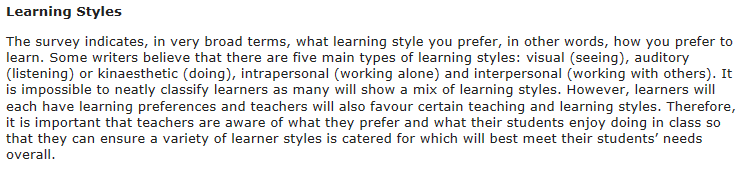 Learning Styles
The survey indicates, in very broad terms, what learning style you prefer, in other words, how you prefer to
learn. Some writers believe that there are five main types of learning styles: visual (seeing), auditory
(listening) or kinaesthetic (doing), intrapersonal (working alone) and interpersonal (working with others). It
is impossible to neatly classify learners as many will show a mix of learning styles. However, learners will
each have learning preferences and teachers will also favour certain teaching and learning styles. Therefore,
it is important that teachers are aware of what they prefer and what their students enjoy doing in class so
that they can ensure a variety of learner styles is catered for which will best meet their students’ needs
overall.